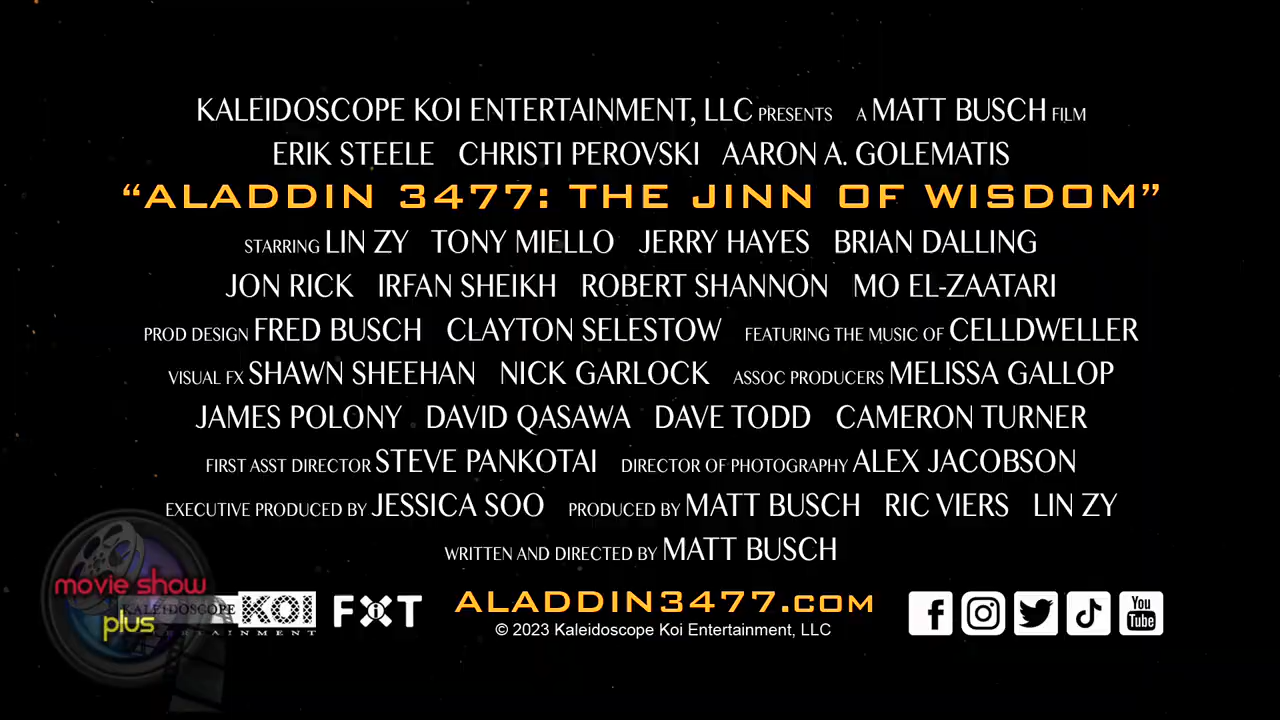 KALEIDOSCOPE KOI ENTERTAINMENT, LLC PRESENTS A MATT BUSCH FILM
ERIK STEELE CHRISTI PEROVSKI AARON A. GOLEMATIS
“ALADDIN 3477: THE JINN OF WISDOM”
STARRING LIN ZY TONY MIELLO JERRY HAYES BRIAN DALLING
JON RICK IRFAN SHEIKH ROBERT SHANNON MO EL-ZAATARI
PROD DESIGN FRED BUSCH CLAYTON SELESTOW FEATURING THE MUSIC OF CELLDWELLER
VISUAL FX SHAWN SHEEHAN NICK GARLOCK ASSOC PRODUCERS MELISSA GALLOP
JAMES POLONY DAVID QASAWA DAVE TODD CAMERON TURNER
FIRST ASST DIRECTOR STEVE PANKOTAI DIRECTOR OF PHOTOGRAPHY ALEX JACOBSON
EXECUTIVE PRODUCED BY JESSICA SOO PRODUCED BY MATT BUSCH RIC VIERS LIN ZY
WRITTEN AND DIRECTED BY MATT BUSCH
movie show
plus
KALEIDOSCOPE KOI
FXT
ALADDIN3477.COM
© 2023 Kaleidoscope Koi Entertainment, LLC
You
Tube